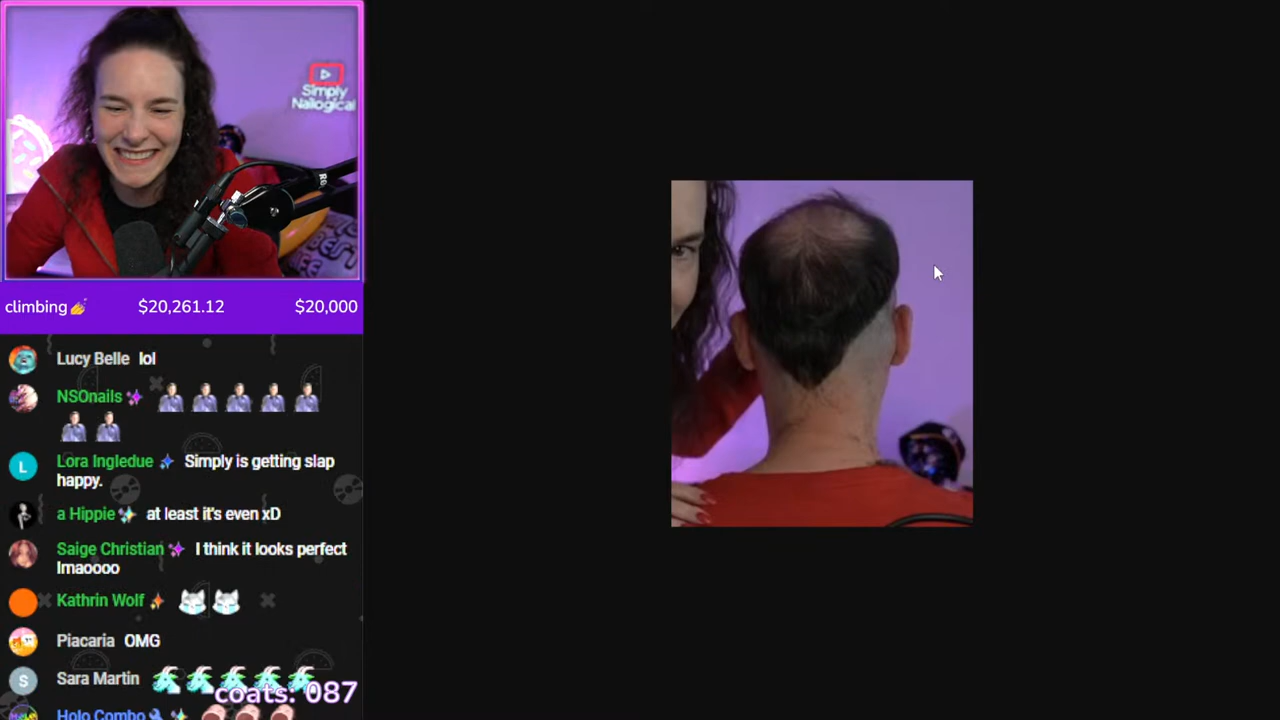 Simply
Nailogical
climbing💅 $20,261.12 $20,000
Lucy Belle lol
NSOnails
Lora Ingledue Simply is getting slap
happy.
a Hippie at least it's even xD
Saige Christian I think it looks perfect
lmaoooo
Kathrin Wolf
Piacaria OMG
L
S
Sara Martin
coats: 087
Holo Combo